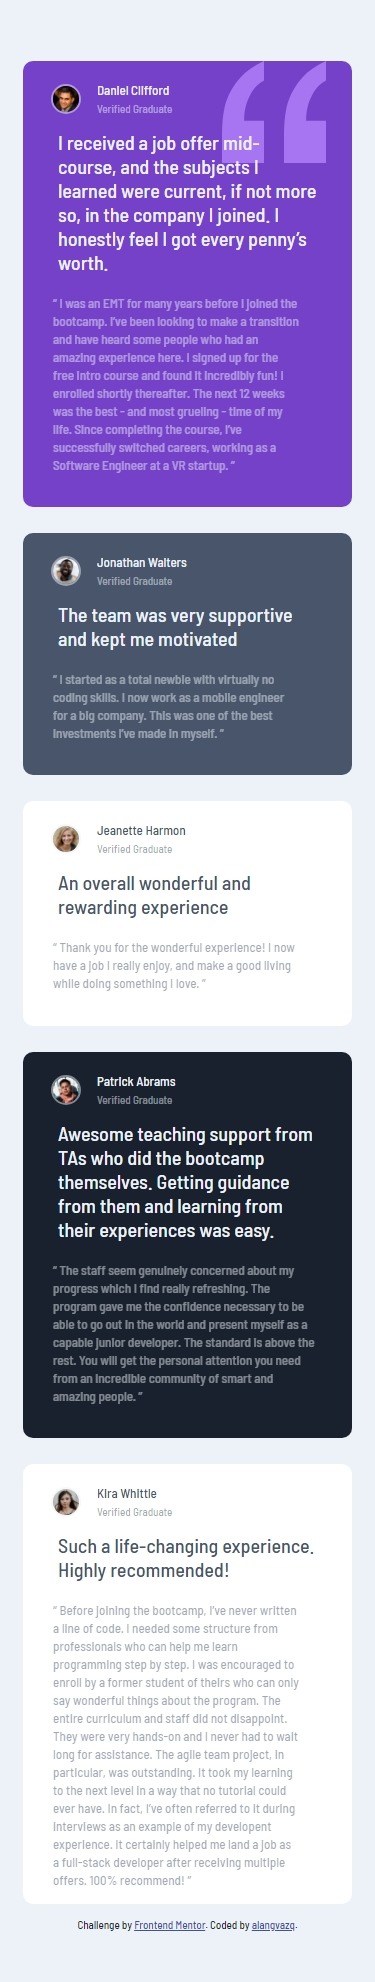 Daniel Clifford
Verified Graduate
I received a job offer mid-
course, and the subjects I
learned were current, if not more
so, in the company I joined. I
honestly feel I got every penny’s
worth.
“ I was an EMT for many years before I joined the
bootcamp. I’ve been looking to make a transition
and have heard some people who had an
amazing experience here. I signed up for the
free intro course and found it incredibly fun! I
enrolled shortly thereafter. The next 12 weeks
was the best - and most grueling - time of my
life. Since completing the course, I’ve
successfully switched careers, working as a
Software Engineer at a VR startup. ”
Jonathan Walters
Verified Graduate
The team was very supportive
and kept me motivated
“ I started as a total newbie with virtually no
coding skills. I now work as a mobile engineer
for a big company. This was one of the best
investments I’ve made in myself. ”
Jeanette Harmon
Verified Graduate
An overall wonderful and
rewarding experience
“ Thank you for the wonderful experience! I now
have a job I really enjoy, and make a good living
while doing something I love. ”
Patrick Abrams
Verified Graduate
Awesome teaching support from
TAs who did the bootcamp
themselves. Getting guidance
from them and learning from
their experiences was easy.
“ The staff seem genuinely concerned about my
progress which I find really refreshing. The
program gave me the confidence necessary to be
able to go out in the world and present myself as a
capable junior developer. The standard is above the
rest. You will get the personal attention you need
from an incredible community of smart and
amazing people. ”
Kira Whittle
Verified Graduate
Such a life-changing experience.
Highly recommended!
“ Before joining the bootcamp, I’ve never written
a line of code. I needed some structure from
professionals who can help me learn
programming step by step. I was encouraged to
enroll by a former student of theirs who can only
say wonderful things about the program. The
entire curriculum and staff did not disappoint.
They were very hands-on and I never had to wait
long for assistance. The agile team project, in
particular, was outstanding. It took my learning
to the next level in a way that no tutorial could
ever have. In fact, I’ve often referred to it during
interviews as an example of my developent
experience. It certainly helped me land a job as
a full-stack developer after receiving multiple
offers. 100% recommend! ”
Challenge by Frontend Mentor. Coded by alangvazq.